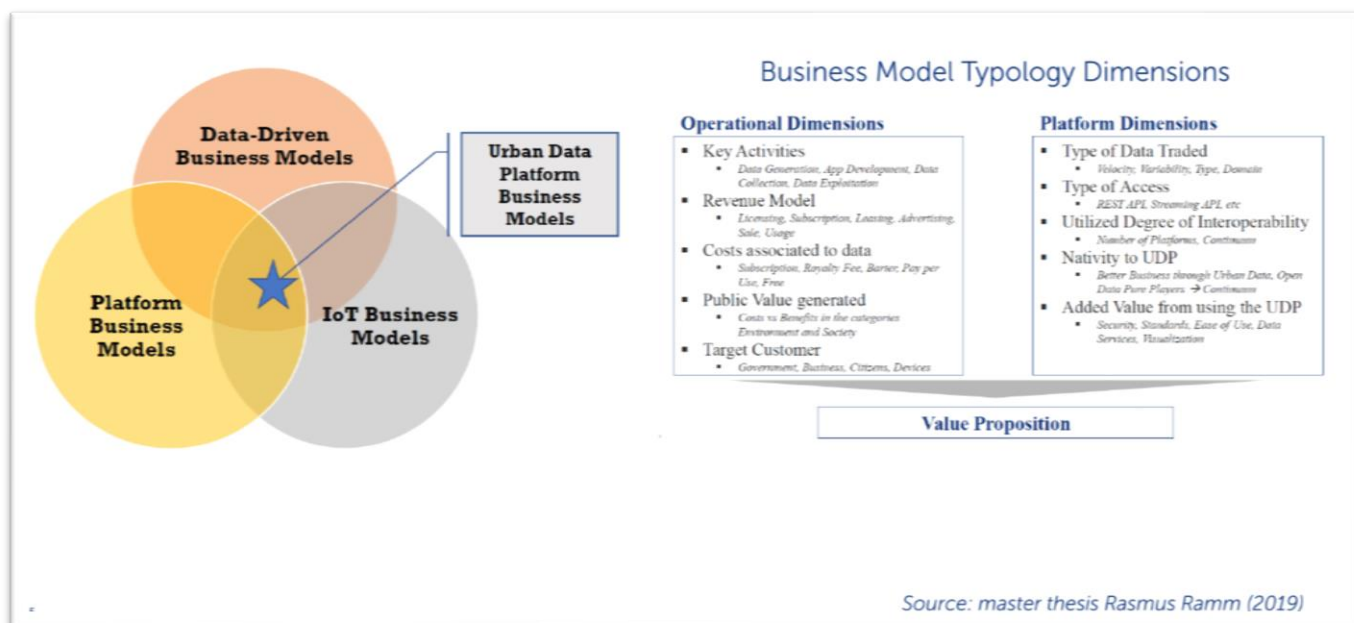 Data-Driven
Business Models
Platform
Business
Models
IoT Business
Models
Urban Data
Platform
Business
Models
Business Model Typology Dimensions
Operational Dimensions
Key Activities
Data Generation, App Development, Data
Collection, Data Exploitation
Revenue Model
Licensing, Subscription, Leasing, Advertising,
Sale, Usage
Costs associated to data
Subscription, Royalty Fee, Barter, Pay per
Use, Free
Public Value generated
Costs vs Benefits in the categories
Environment and Society
Target Customer
Government, Business, Citizens, Devices
Platform Dimensions
Type of Data Traded
Velocity, Variability, Type, Domain
Type of Access
REST API, Streaming API, etc
Utilized Degree of Interoperability
Number of Platforms, Continuum
Nativity to UDP
Better Business through Urban Data, Open
Data Pure Players → Continuum
Added Value from using the UDP
Security, Standards, Ease of Use, Data
Services, Visualization
Value Proposition
Source: master thesis Rasmus Ramm (2019)